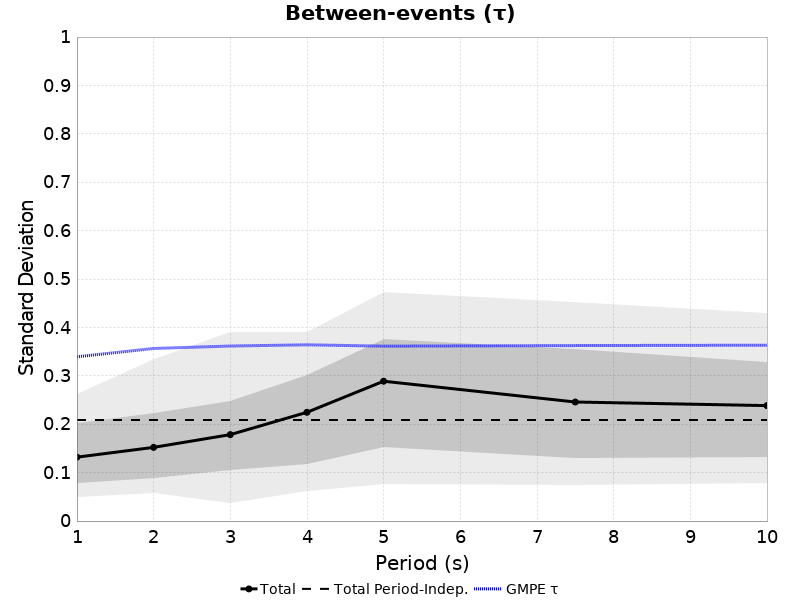 Between-events (τ)
Standard Deviation
1
0.9
0.8
0.7
0.6
0.5
0.4
0.3
0.2
0.1
0
1 2 3 4 5 6 7 8 9 10
Period (s)
Total Total Period-Indep. GMPE τ